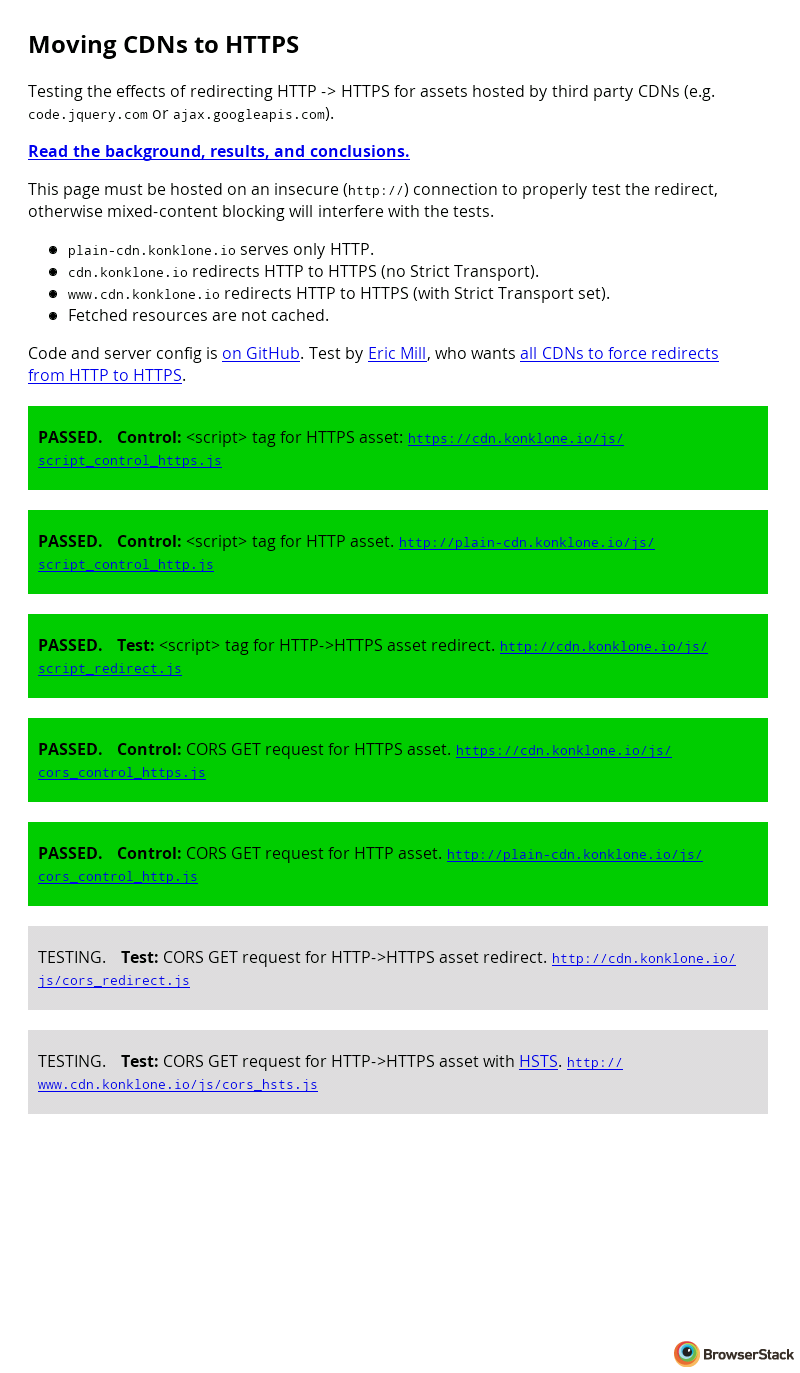 Moving CDNs to HTTPS
Testing the effects of redirecting HTTP -> HTTPS for assets hosted by third party CDNs (e.g.
code.jquery.com or ajax.googleapis.com).
Read the background, results, and conclusions.
This page must be hosted on an insecure (http://) connection to properly test the redirect,
otherwise mixed-content blocking will interfere with the tests.
plain-cdn.konklone.io serves only HTTP.
cdn.konklone.io redirects HTTP to HTTPS (no Strict Transport).
www.cdn.konklone.io redirects HTTP to HTTPS (with Strict Transport set).
Fetched resources are not cached.
Code and server config is on GitHub. Test by Eric Mill, who wants all CDNs to force redirects
from HTTP to HTTPS.
PASSED. Control: <script> tag for HTTPS asset: https://cdn.konklone.io/js/
script_control_https.js
PASSED. Control: <script> tag for HTTP asset. http://plain-cdn.konklone.io/js/
script_control_http.js
PASSED. Test: <script> tag for HTTP->HTTPS asset redirect. http://cdn.konklone.io/js/
script_redirect.js
PASSED. Control: CORS GET request for HTTPS asset. https://cdn.konklone.io/js/
cors_control_https.js
PASSED. Control: CORS GET request for HTTP asset. http://plain-cdn.konklone.io/js/
cors_control_http.js
TESTING. Test: CORS GET request for HTTP->HTTPS asset redirect. http://cdn.konklone.io/
js/cors_redirect.js
TESTING. Test: CORS GET request for HTTP->HTTPS asset with HSTS. http://
www.cdn.konklone.io/js/cors_hsts.js
BrowserStack